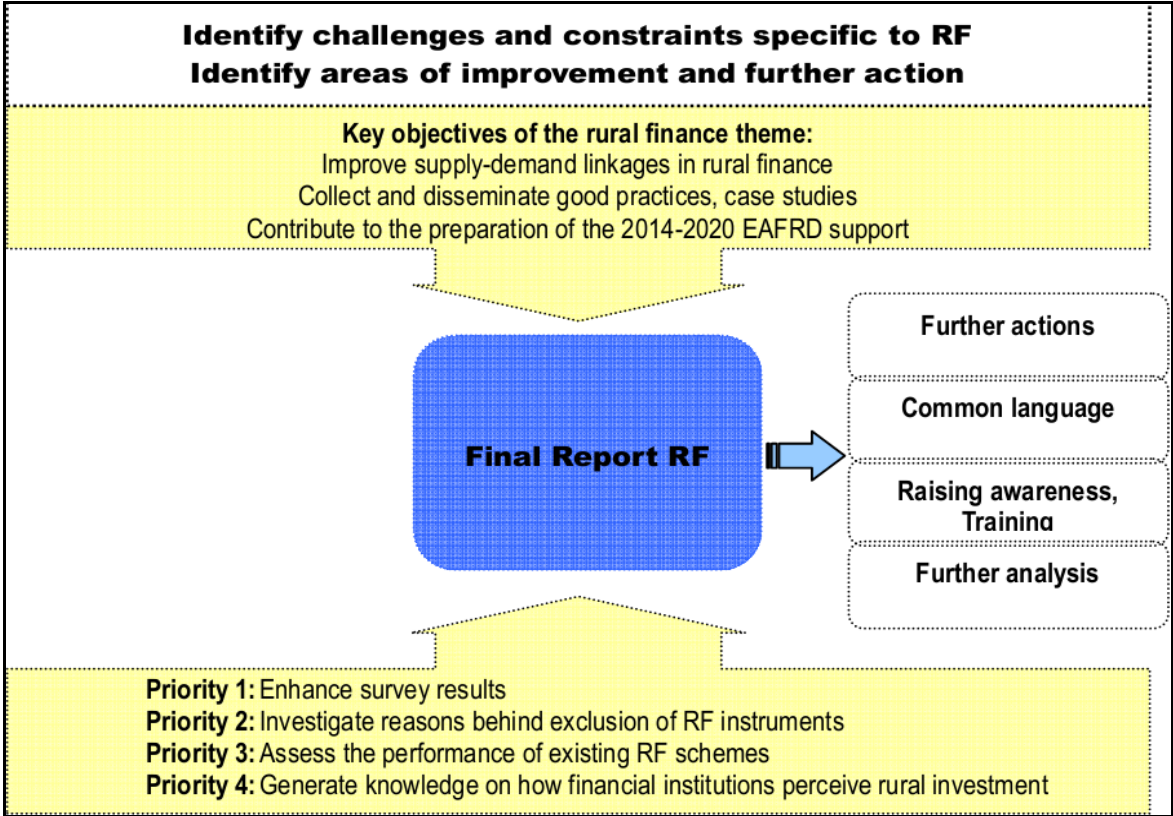 Identify challenges and constraints specific to RF
Identify areas of improvement and further action
Key objectives of the rural finance theme:
Improve supply-demand linkages in rural finance
Collect and disseminate good practices, case studies
Contribute to the preparation of the 2014-2020 EAFRD support
Final Report RF
Further actions
Common language
Raising awareness,
Training
Further analysis
Priority 1: Enhance survey results
Priority 2: Investigate reasons behind exclusion of RF instruments
Priority 3: Assess the performance of existing RF schemes
Priority 4: Generate knowledge on how financial institutions perceive rural investment